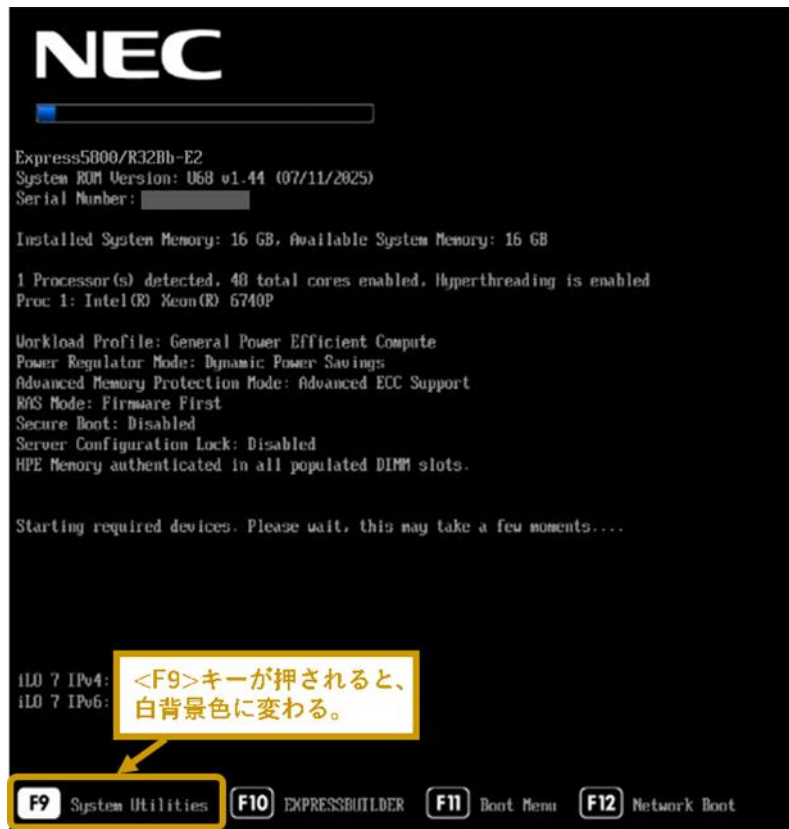 NEC
Express5800/R32Bb-E2
System ROM Version: U68 v1.44 (07/11/2025)
Serial Number:
Installed System Memory: 16 GB, Available System Memory: 16 GB
1 Processor(s) detected, 48 total cores enabled, Hyperthreading is enabled
Proc 1: Intel(R) Xeon(R) 6740P
Workload Profile: General Power Efficient Compute
Power Regulator Mode: Dynamic Power Savings
Advanced Memory Protection Mode: Advanced ECC Support
RAS Mode: Firmware First
Secure Boot: Disabled
Server Configuration Lock: Disabled
HPE Memory authenticated in all populated DIMM slots.
Starting required devices. Please wait, this may take a few moments....
iLO 7 IPv4:
iLO 7 IPv6:
<F9>キーが押されると、
白背景色に変わる。
F9 System Utilities F10 EXPRESSBUILDER F11 Boot Menu F12 Network Boot